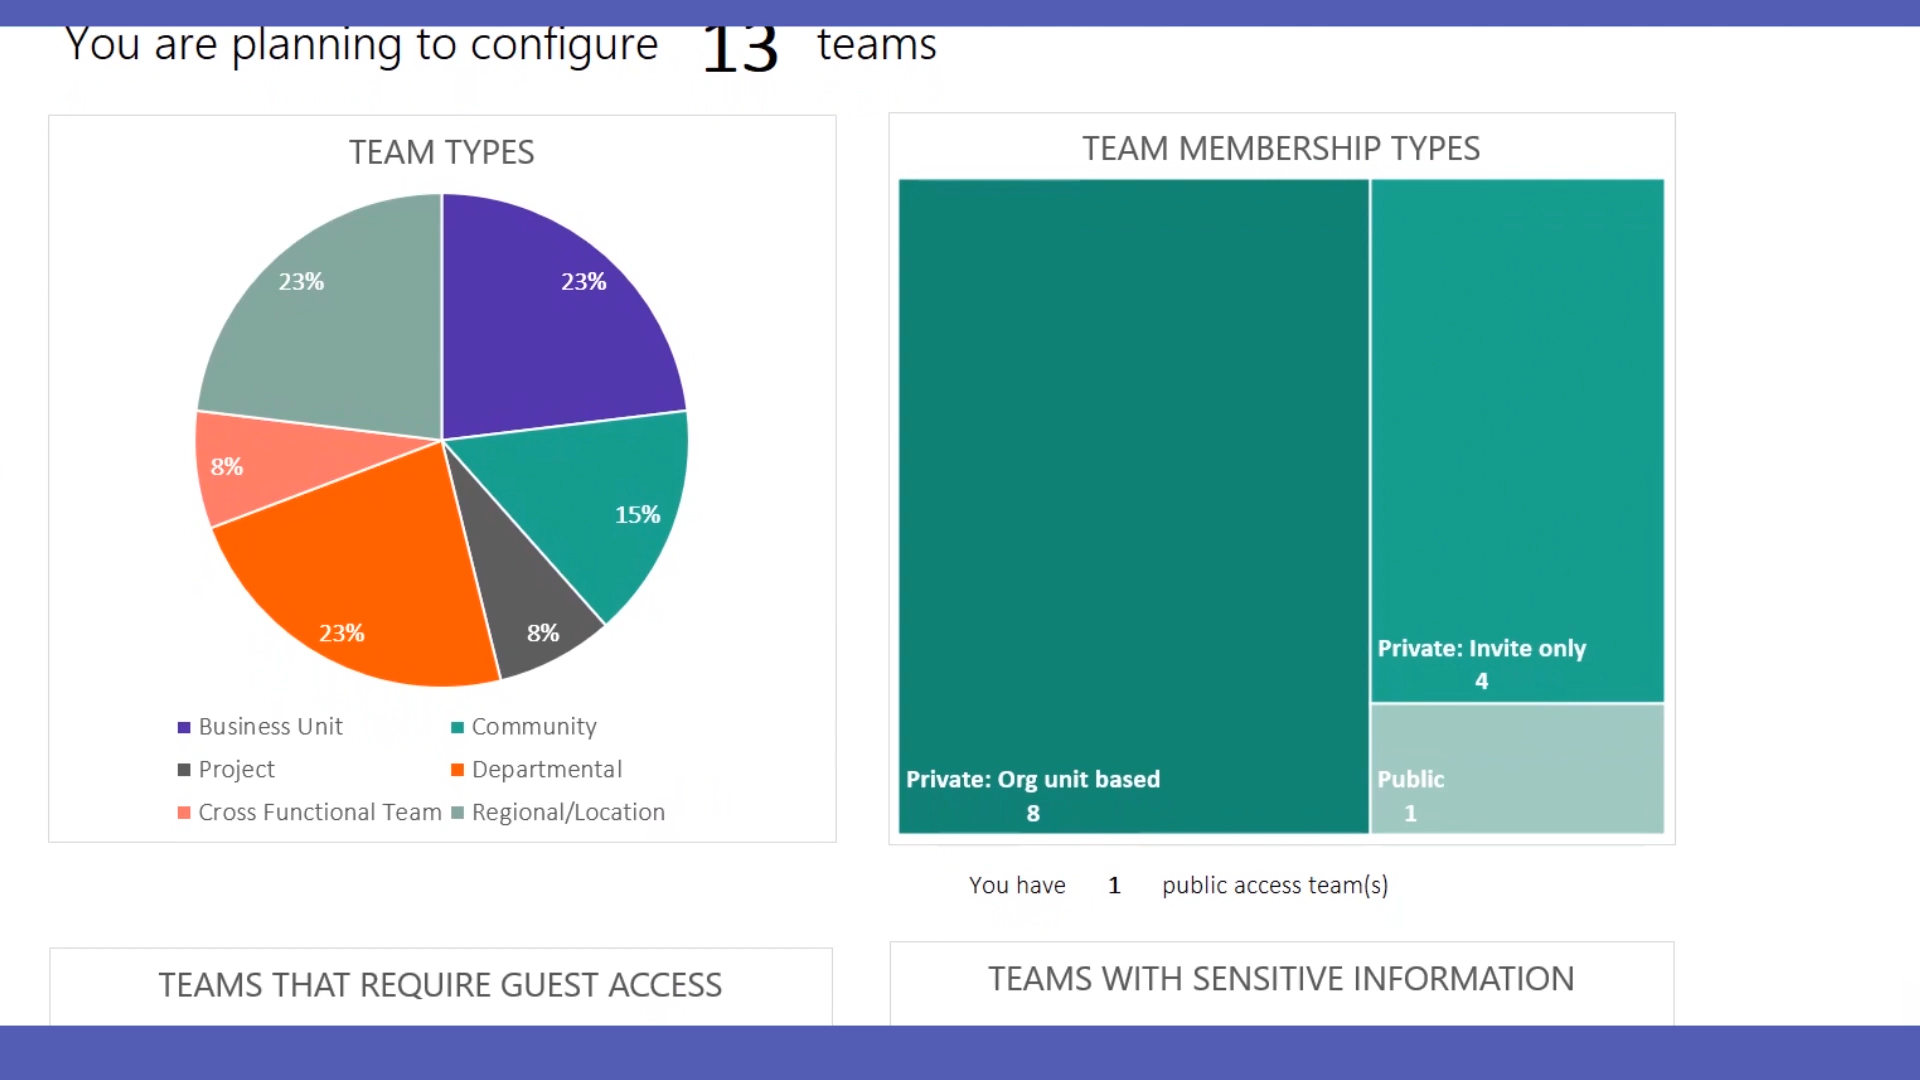 You are planning to configure 13 teams
TEAM TYPES
23%
23%
8%
15%
23%
8%
Business Unit
Community
Project
Departmental
Cross Functional Team
Regional/Location
TEAM MEMBERSHIP TYPES
Private: Org unit based
8
Private: Invite only
4
Public
1
You have 1 public access team(s)
TEAMS THAT REQUIRE GUEST ACCESS
TEAMS WITH SENSITIVE INFORMATION